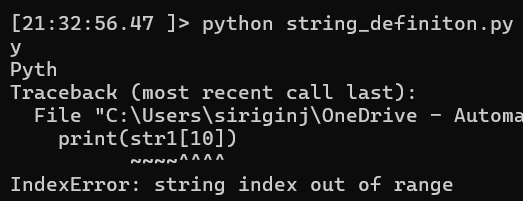 [21:32:56.47 ]> python string_definiton.py
y
Pyth
Traceback (most recent call last):
  File "C:\Users\siriginj\OneDrive - Automa
    print(str1[10])
          ~~~~^^^^
IndexError: string index out of range